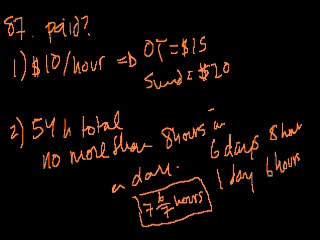 87. paid?
1) $10/hour => OT = $15
Sund = $20
2) 54 h total
no more than 8 hours in
a day.
6 days 8 hour
1 day 6 hours
7 6/7 hours